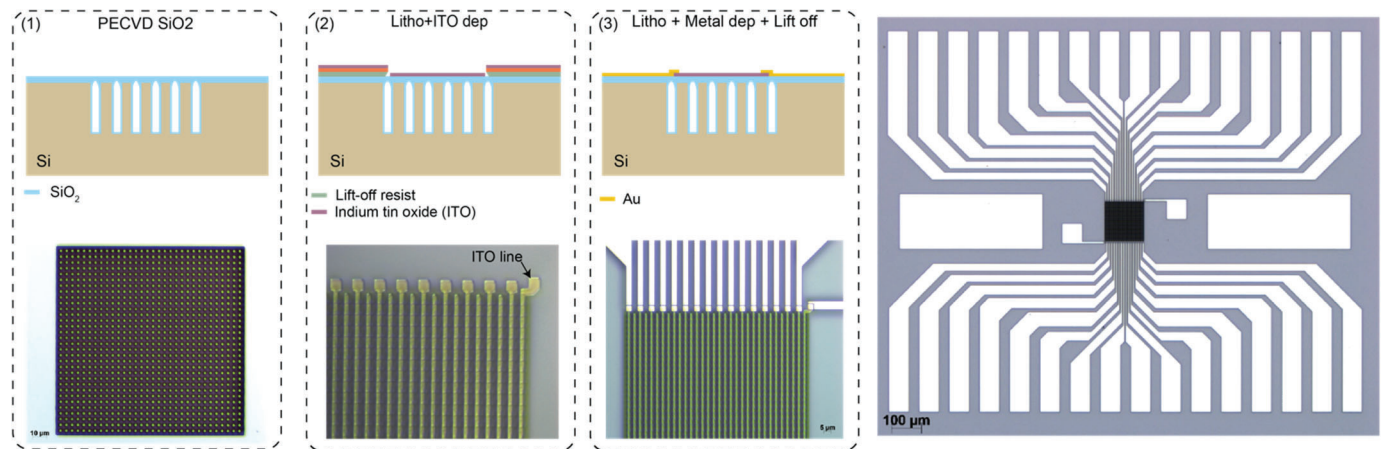 (1) PECVD SiO2
Si
SiO₂
10 µm
(2) Litho+ITO dep
Si
Lift-off resist
Indium tin oxide (ITO)
ITO line
(3) Litho + Metal dep + Lift off
Si
Au
5 µm
100 µm